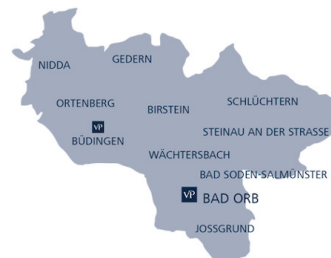 GEDERN
NIDDA
ORTENBERG
BIRSTEIN
SCHLÜCHTERN
VP
BÜDINGEN
STEINAU AN DER STRASSE
WÄCHTERSBACH
BAD SODEN-SALMÜNSTER
VP BAD ORB
JOSSGRUND